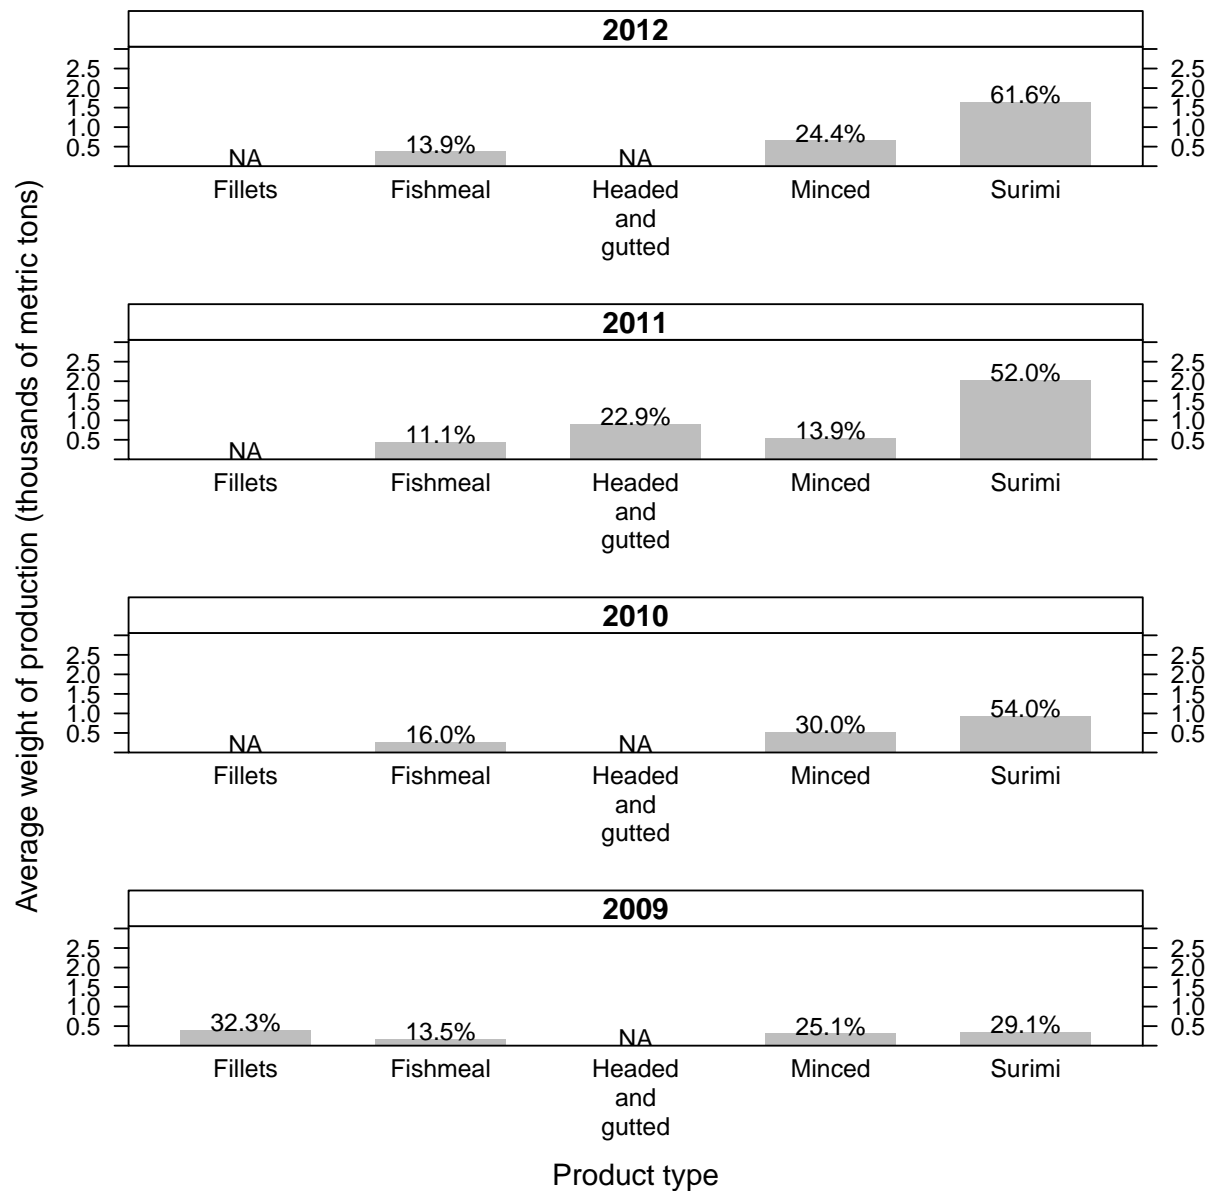 Average weight of production (thousands of metric tons)
2012
2.5 2.5
2.0 2.0
1.5 1.5
1.0 1.0
0.5 0.5
NA 13.9% NA 24.4% 61.6%
Fillets Fishmeal Headed Minced Surimi
and
gutted
2011
2.5 2.5
2.0 2.0
1.5 1.5
1.0 1.0
0.5 0.5
NA 11.1% 22.9% 13.9% 52.0%
Fillets Fishmeal Headed Minced Surimi
and
gutted
2010
2.5 2.5
2.0 2.0
1.5 1.5
1.0 1.0
0.5 0.5
NA 16.0% NA 30.0% 54.0%
Fillets Fishmeal Headed Minced Surimi
and
gutted
2009
2.5 2.5
2.0 2.0
1.5 1.5
1.0 1.0
0.5 0.5
32.3% 13.5% NA 25.1% 29.1%
Fillets Fishmeal Headed Minced Surimi
and
gutted
Product type